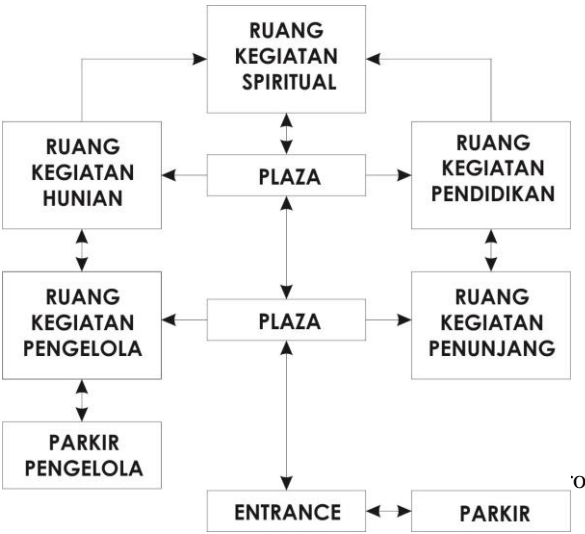 RUANG
KEGIATAN
SPIRITUAL
RUANG
KEGIATAN
HUNIAN
PLAZA
RUANG
KEGIATAN
PENDIDIKAN
RUANG
KEGIATAN
PENGELOLA
PLAZA
RUANG
KEGIATAN
PENUNJANG
PARKIR
PENGELOLA
ENTRANCE
PARKIR